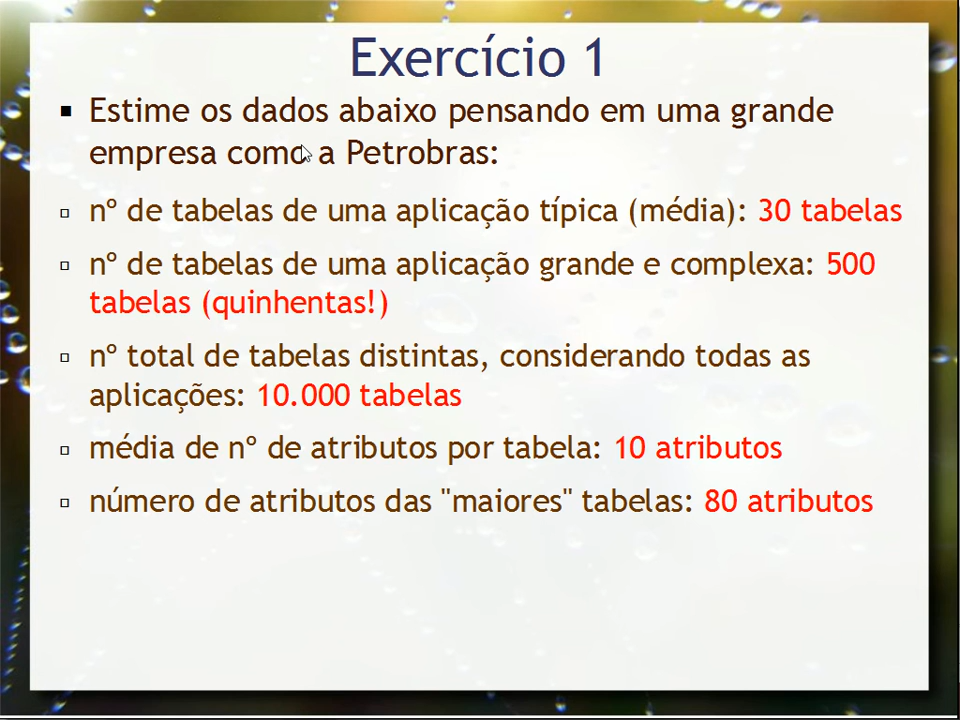 Exercício 1
Estime os dados abaixo pensando em uma grande
empresa como a Petrobras:
nº de tabelas de uma aplicação típica (média): 30 tabelas
nº de tabelas de uma aplicação grande e complexa: 500
tabelas (quinhentas!)
nº total de tabelas distintas, considerando todas as
aplicações: 10.000 tabelas
média de nº de atributos por tabela: 10 atributos
número de atributos das "maiores" tabelas: 80 atributos